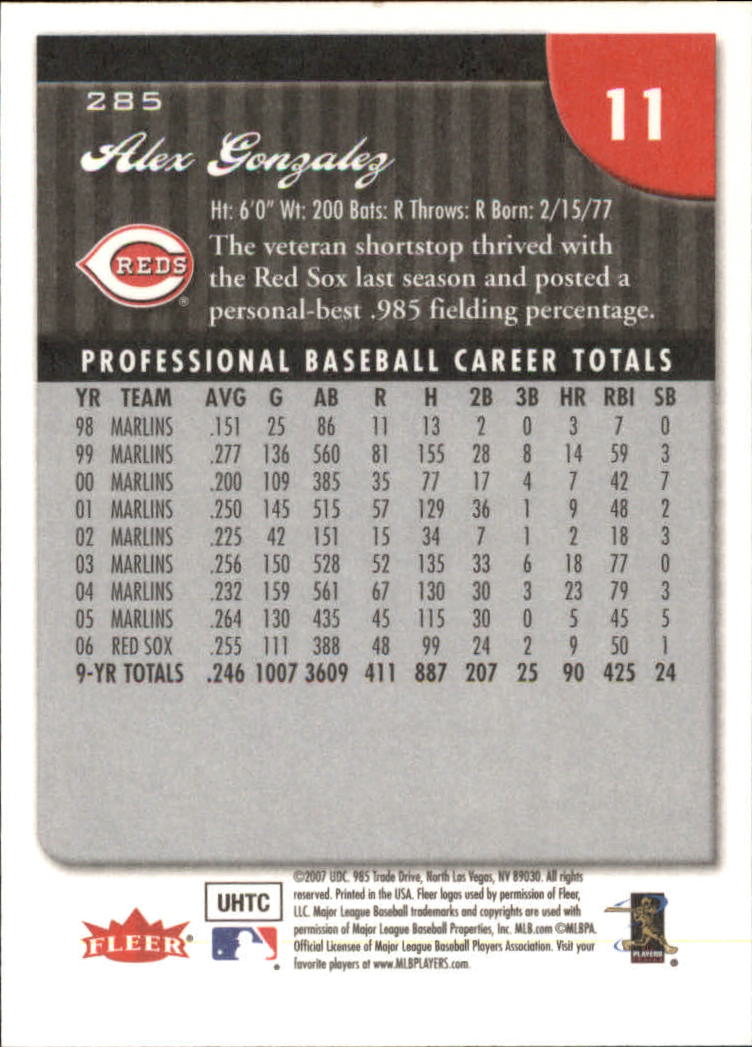 285
11
Alex Gonzalez
Ht: 6'0" Wt: 200 Bats: R Throws: R Born: 2/15/77
REDS
The veteran shortstop thrived with
the Red Sox last season and posted a
personal-best .985 fielding percentage.
PROFESSIONAL BASEBALL CAREER TOTALS
YR TEAM AVG G AB R H 2B 3B HR RBI SB
98 MARLINS .151 25 86 11 13 2 0 3 7 0
99 MARLINS .277 136 560 81 155 28 8 14 59 3
00 MARLINS .200 109 385 35 77 17 4 7 42 7
01 MARLINS .250 145 515 57 129 36 1 9 48 2
02 MARLINS .225 42 151 15 34 7 1 2 18 3
03 MARLINS .256 150 528 52 135 33 6 18 77 0
04 MARLINS .232 159 561 67 130 30 3 23 79 3
05 MARLINS .264 130 435 45 115 30 0 5 45 5
06 RED SOX .255 111 388 48 99 24 2 9 50 1
9-YR TOTALS .246 1007 3609 411 887 207 25 90 425 24
©2007 UDC. 985 Trade Drive, North Las Vegas, NV 89030. All rights
reserved. Printed in the USA. Fleer logos used by permission of Fleer,
LLC. Major League Baseball trademarks and copyrights are used with
permission of Major League Baseball Properties, Inc. MLB.com ©MLBPA
Official Licensee of Major League Baseball Players Association. Visit your
favorite players at www.MLBPLAYERS.com.
UHTC
FLEER
PLAYERS